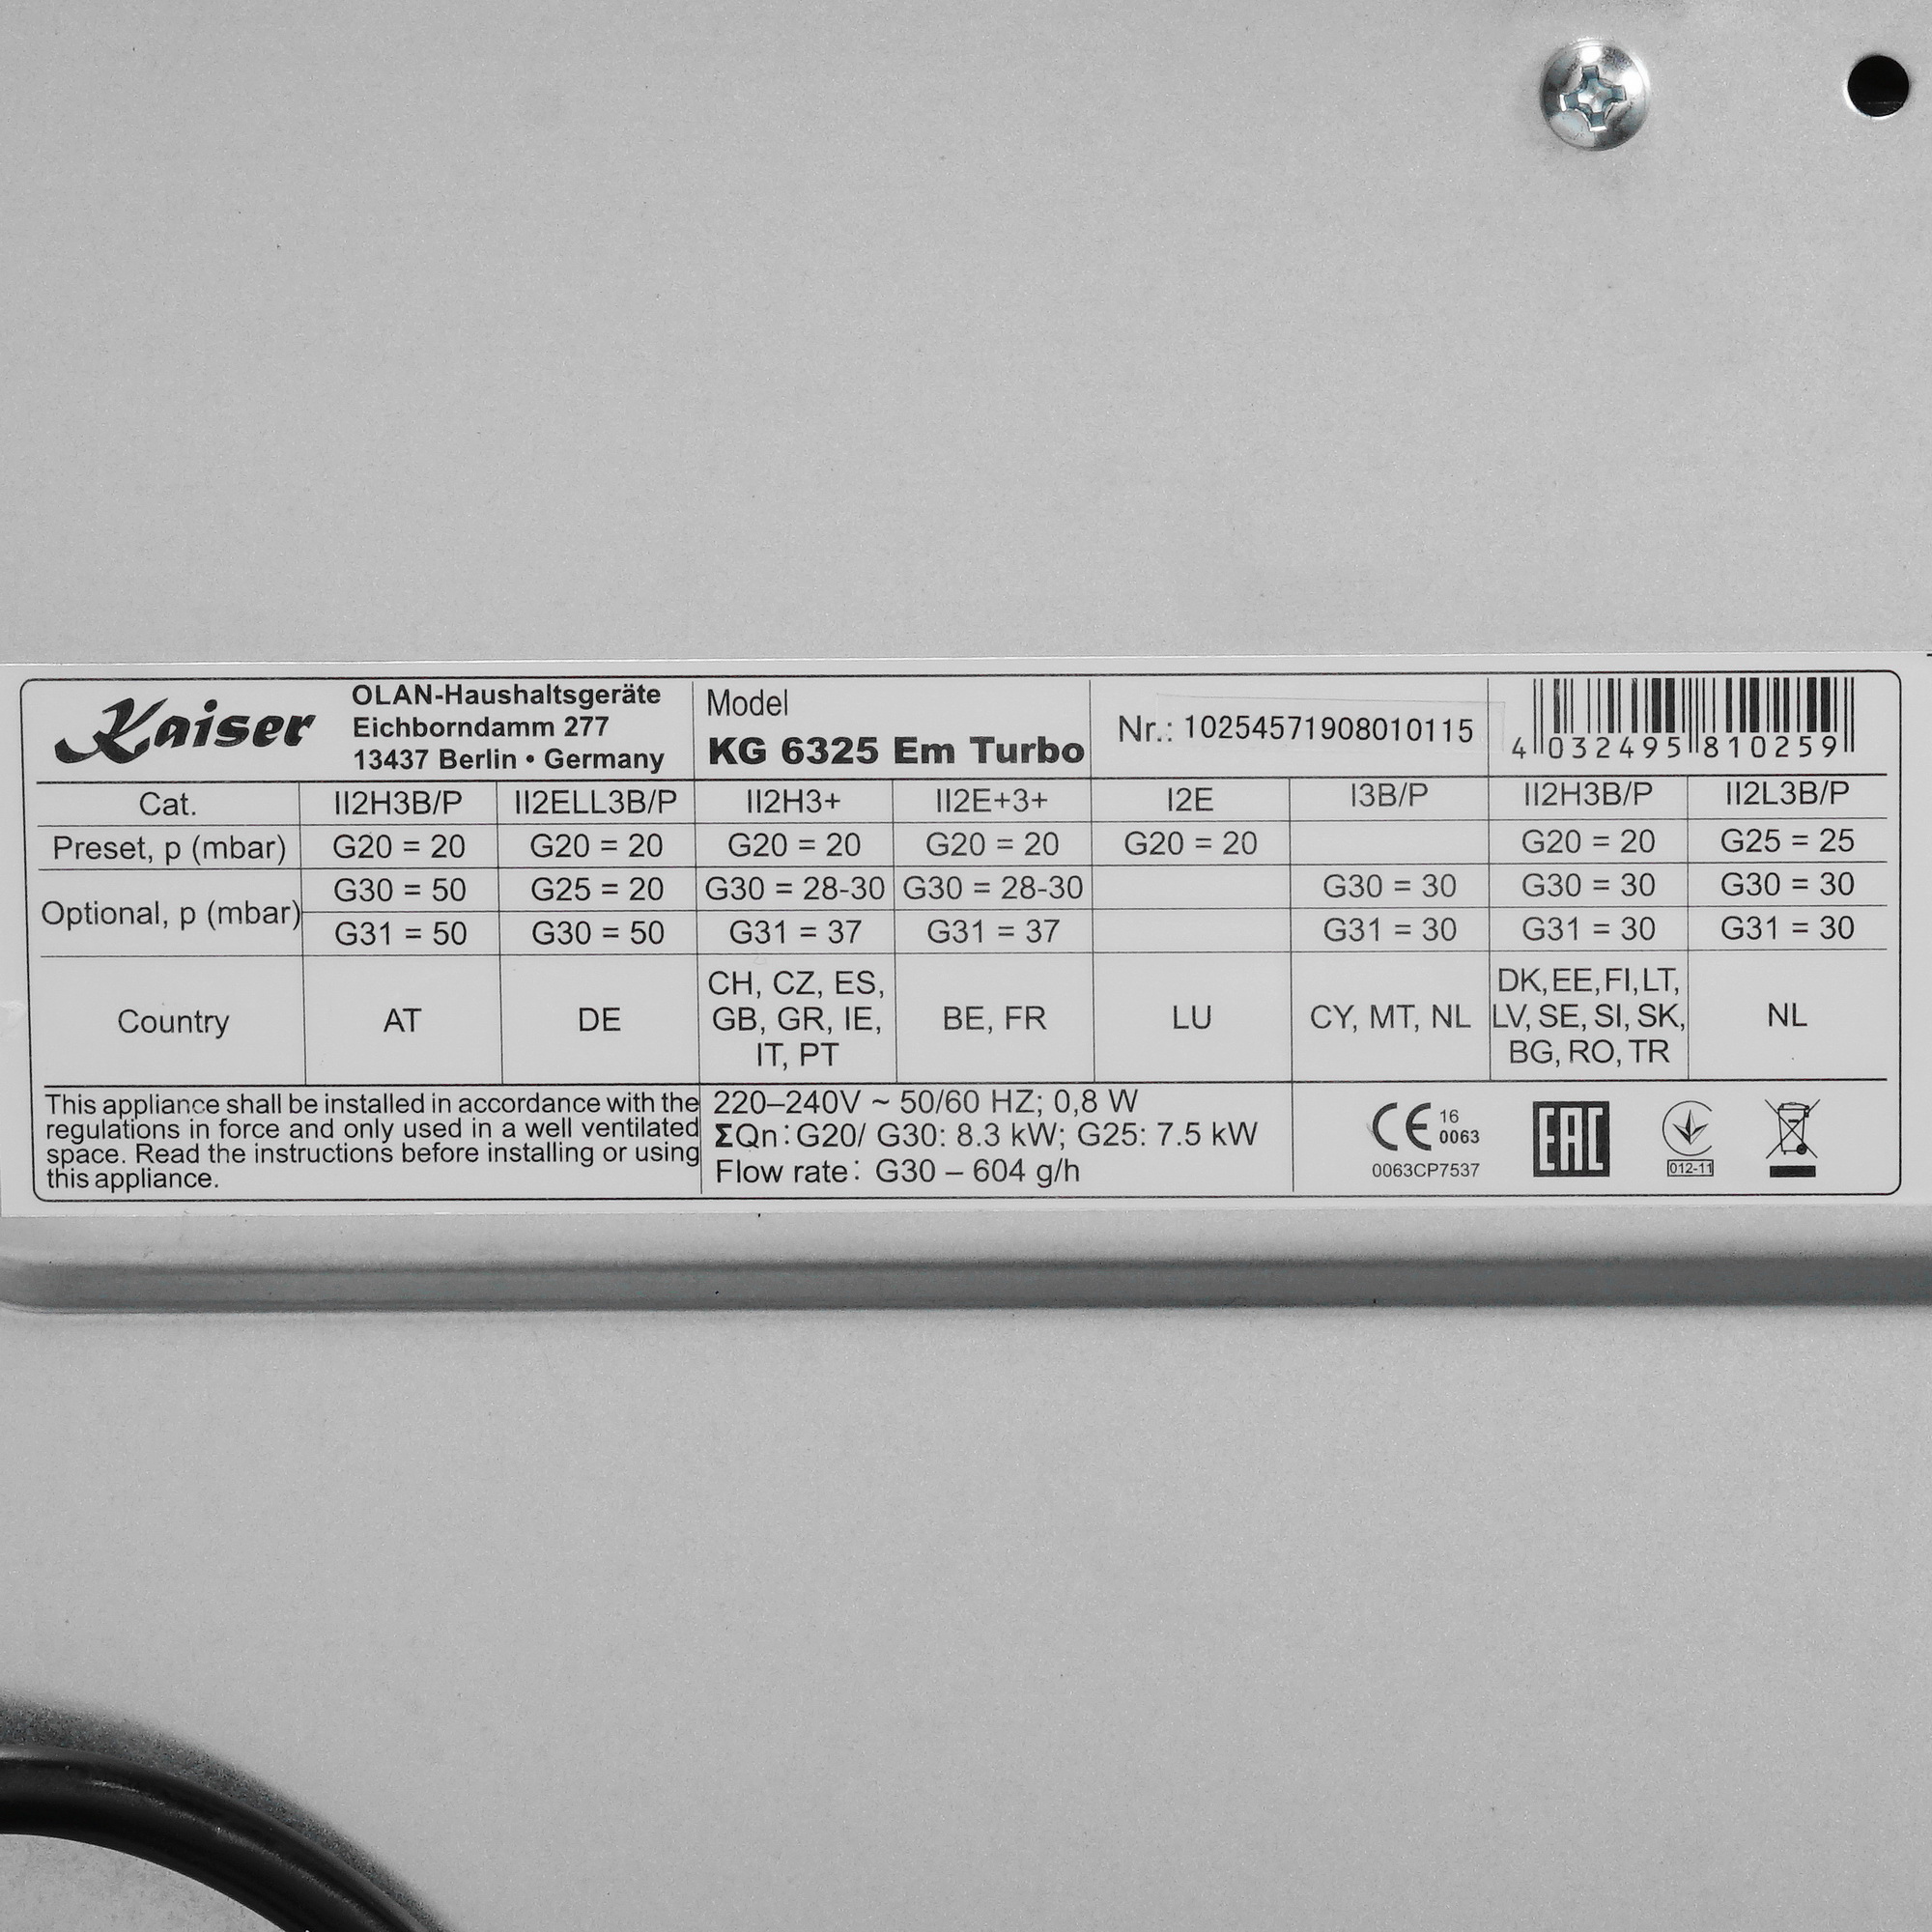 Kaiser
OLAN-Haushaltsgeräte
Eichborndamm 277
13437 Berlin • Germany
Model
KG 6325 Em Turbo
Nr.: 10254571908010115
4 032495 810259
Cat. II2H3B/P II2ELL3B/P II2H3+ II2E+3+ I2E I3B/P II2H3B/P II2L3B/P
Preset, p (mbar) G20 = 20 G20 = 20 G20 = 20 G20 = 20 G20 = 20 G20 = 20 G25 = 25
Optional, p (mbar)
G30 = 50 G25 = 20 G30 = 28-30 G30 = 28-30 G30 = 30 G30 = 30 G30 = 30
G31 = 50 G30 = 50 G31 = 37 G31 = 37 G31 = 30 G31 = 30 G31 = 30
Country
AT
DE
CH, CZ, ES,
GB, GR, IE,
IT, PT
BE, FR
LU
CY, MT, NL
DK, EE, FI, LT,
LV, SE, SI, SK,
BG, RO, TR
NL
This appliance shall be installed in accordance with the
regulations in force and only used in a well ventilated
space. Read the instructions before installing or using
this appliance.
220–240V ~ 50/60 HZ; 0,8 W
ΣQn: G20/ G30: 8.3 kW; G25: 7.5 kW
Flow rate: G30 – 604 g/h
CE 16
0063
0063CP7537
EAC
012-11